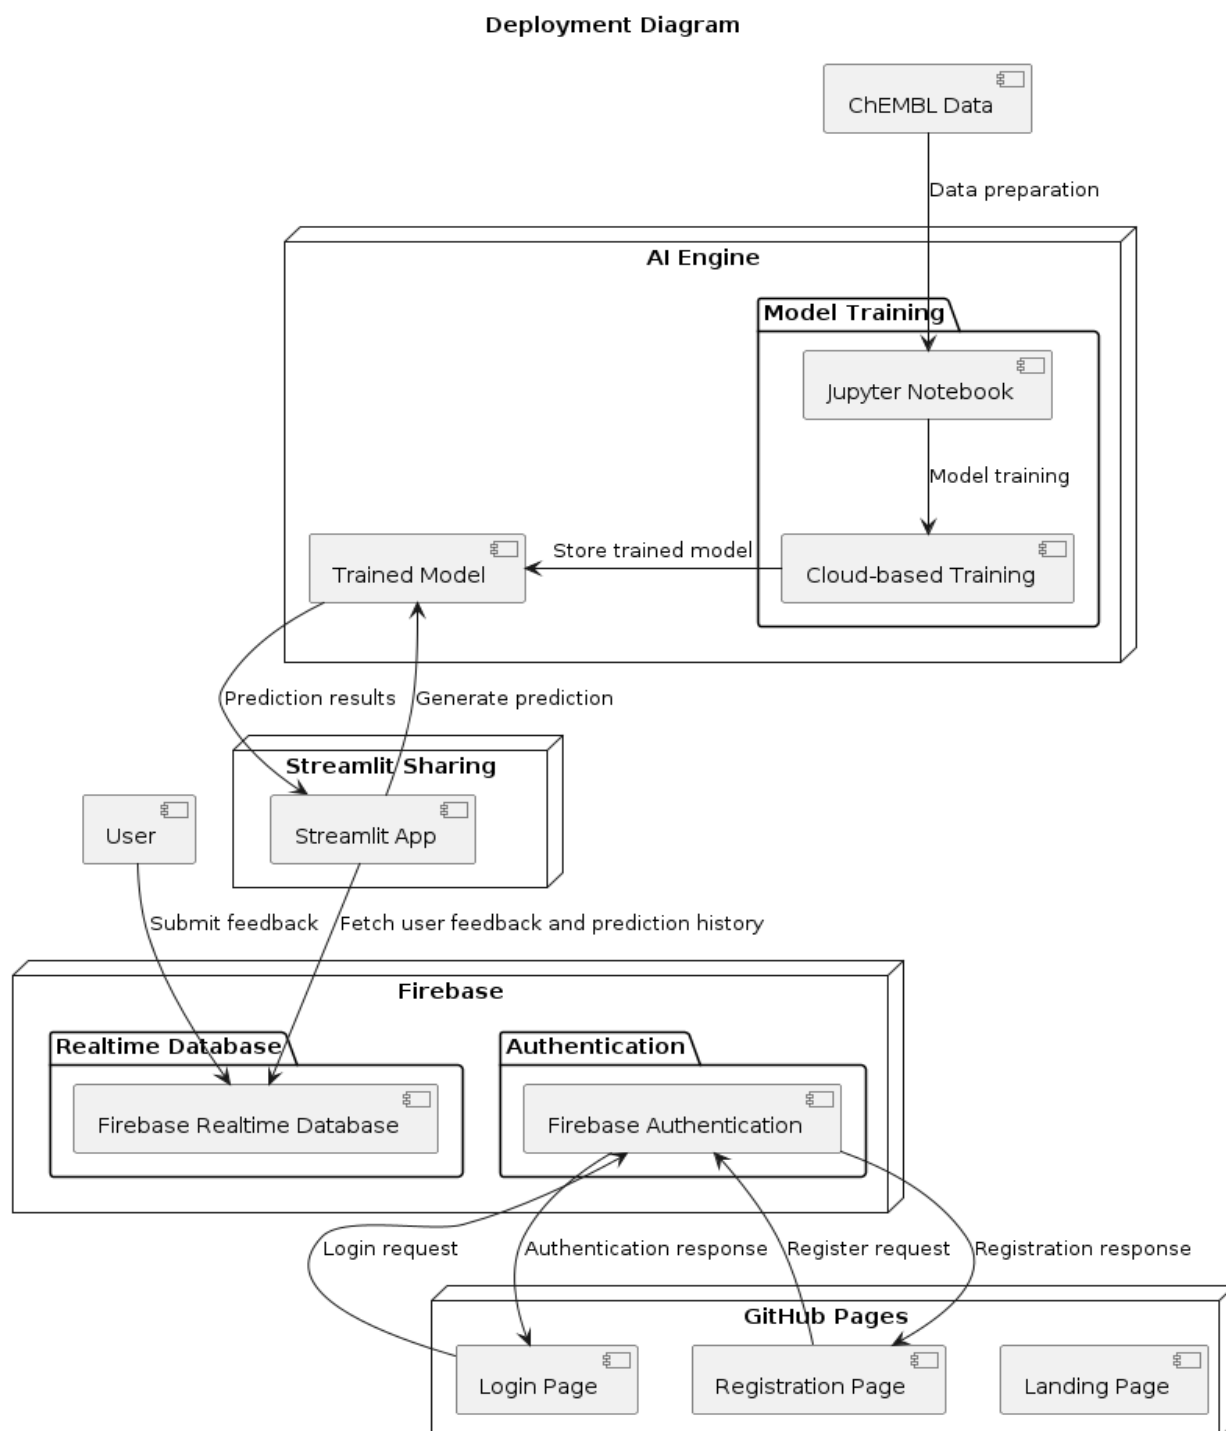 Deployment Diagram
ChEMBL Data
Data preparation
AI Engine
Model Training
Jupyter Notebook
Model training
Store trained model
Trained Model
Cloud-based Training
Prediction results
Generate prediction
Streamlit Sharing
User
Streamlit App
Submit feedback
Fetch user feedback and prediction history
Firebase
Realtime Database
Authentication
Firebase Realtime Database
Firebase Authentication
Login request
Authentication response
Register request
Registration response
GitHub Pages
Login Page
Registration Page
Landing Page